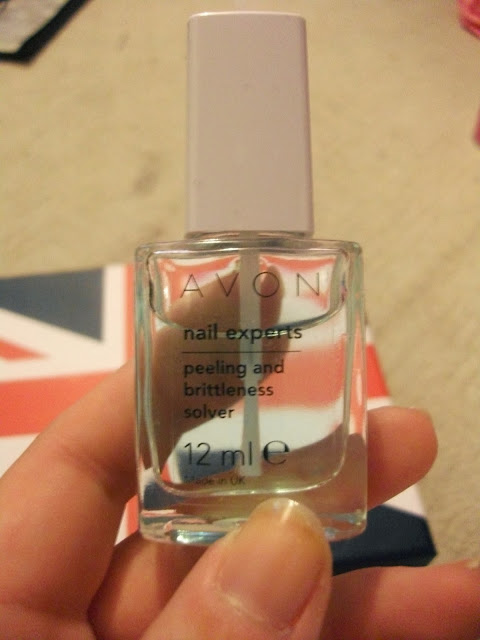 AVON
nail experts
peeling and
brittleness
solver
12 ml e
Made in UK